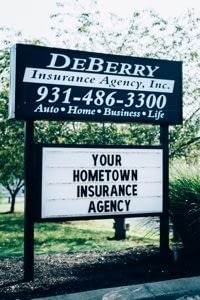 DEBERRY
Insurance Agency, Inc.
931-486-3300
Auto • Home • Business • Life
YOUR
HOMETOWN
INSURANCE
AGENCY